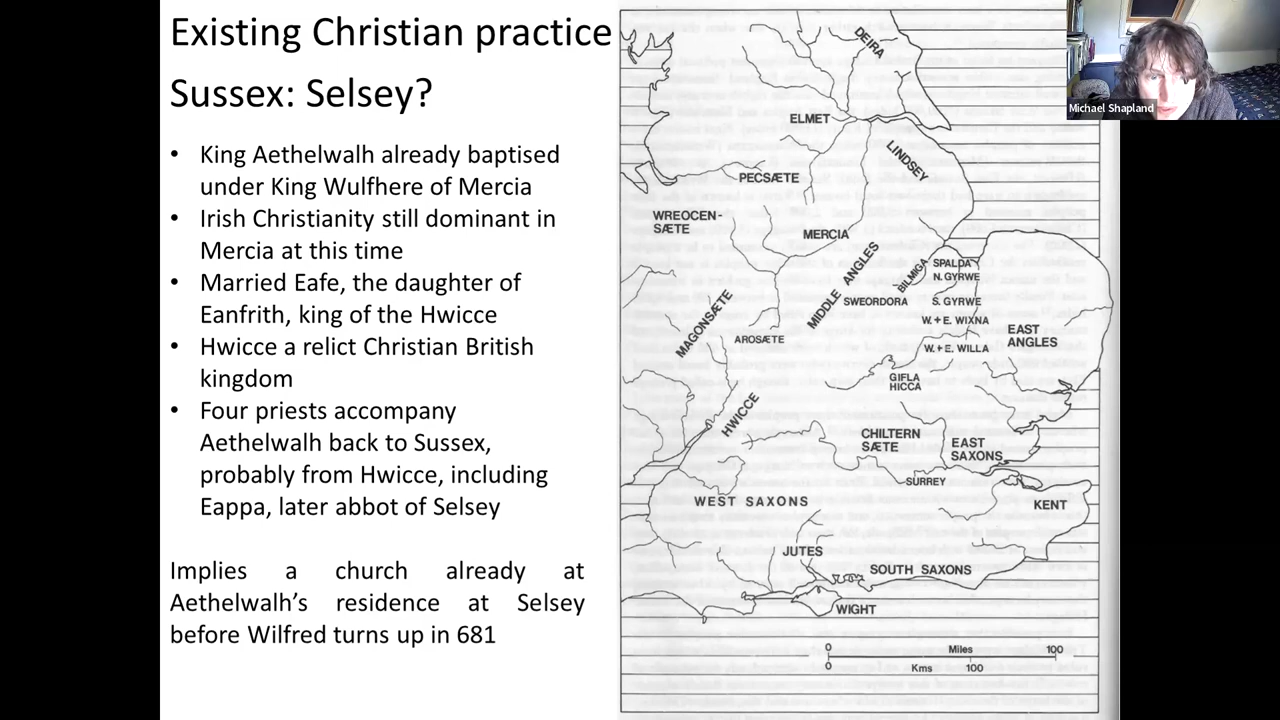 Existing Christian practice
Sussex: Selsey?
• King Aethelwalh already baptised
under King Wulfhere of Mercia
• Irish Christianity still dominant in
Mercia at this time
• Married Eafe, the daughter of
Eanfrith, king of the Hwicce
• Hwicce a relict Christian British
kingdom
• Four priests accompany
Aethelwalh back to Sussex,
probably from Hwicce, including
Eappa, later abbot of Selsey
Implies a church already at
Aethelwalh’s residence at Selsey
before Wilfred turns up in 681
DEIRA
ELMET
LINDSEY
PECSÆTE
WREOCEN-
SÆTE
MERCIA
MIDDLE ANGLES
BILMIGA
SPALDA
N. GYRWE
SWEORDORA
S. GYRWE
W. + E. WIXNA
MAGONSÆTE
AROSÆTE
W. + E. WILLA
EAST
ANGLES
GIFLA
HICCA
HWICCE
CHILTERN
SÆTE
EAST
SAXONS
SURREY
WEST SAXONS
KENT
JUTES
SOUTH SAXONS
WIGHT
0 Miles 100
0 Kms 100
Michael Shapland